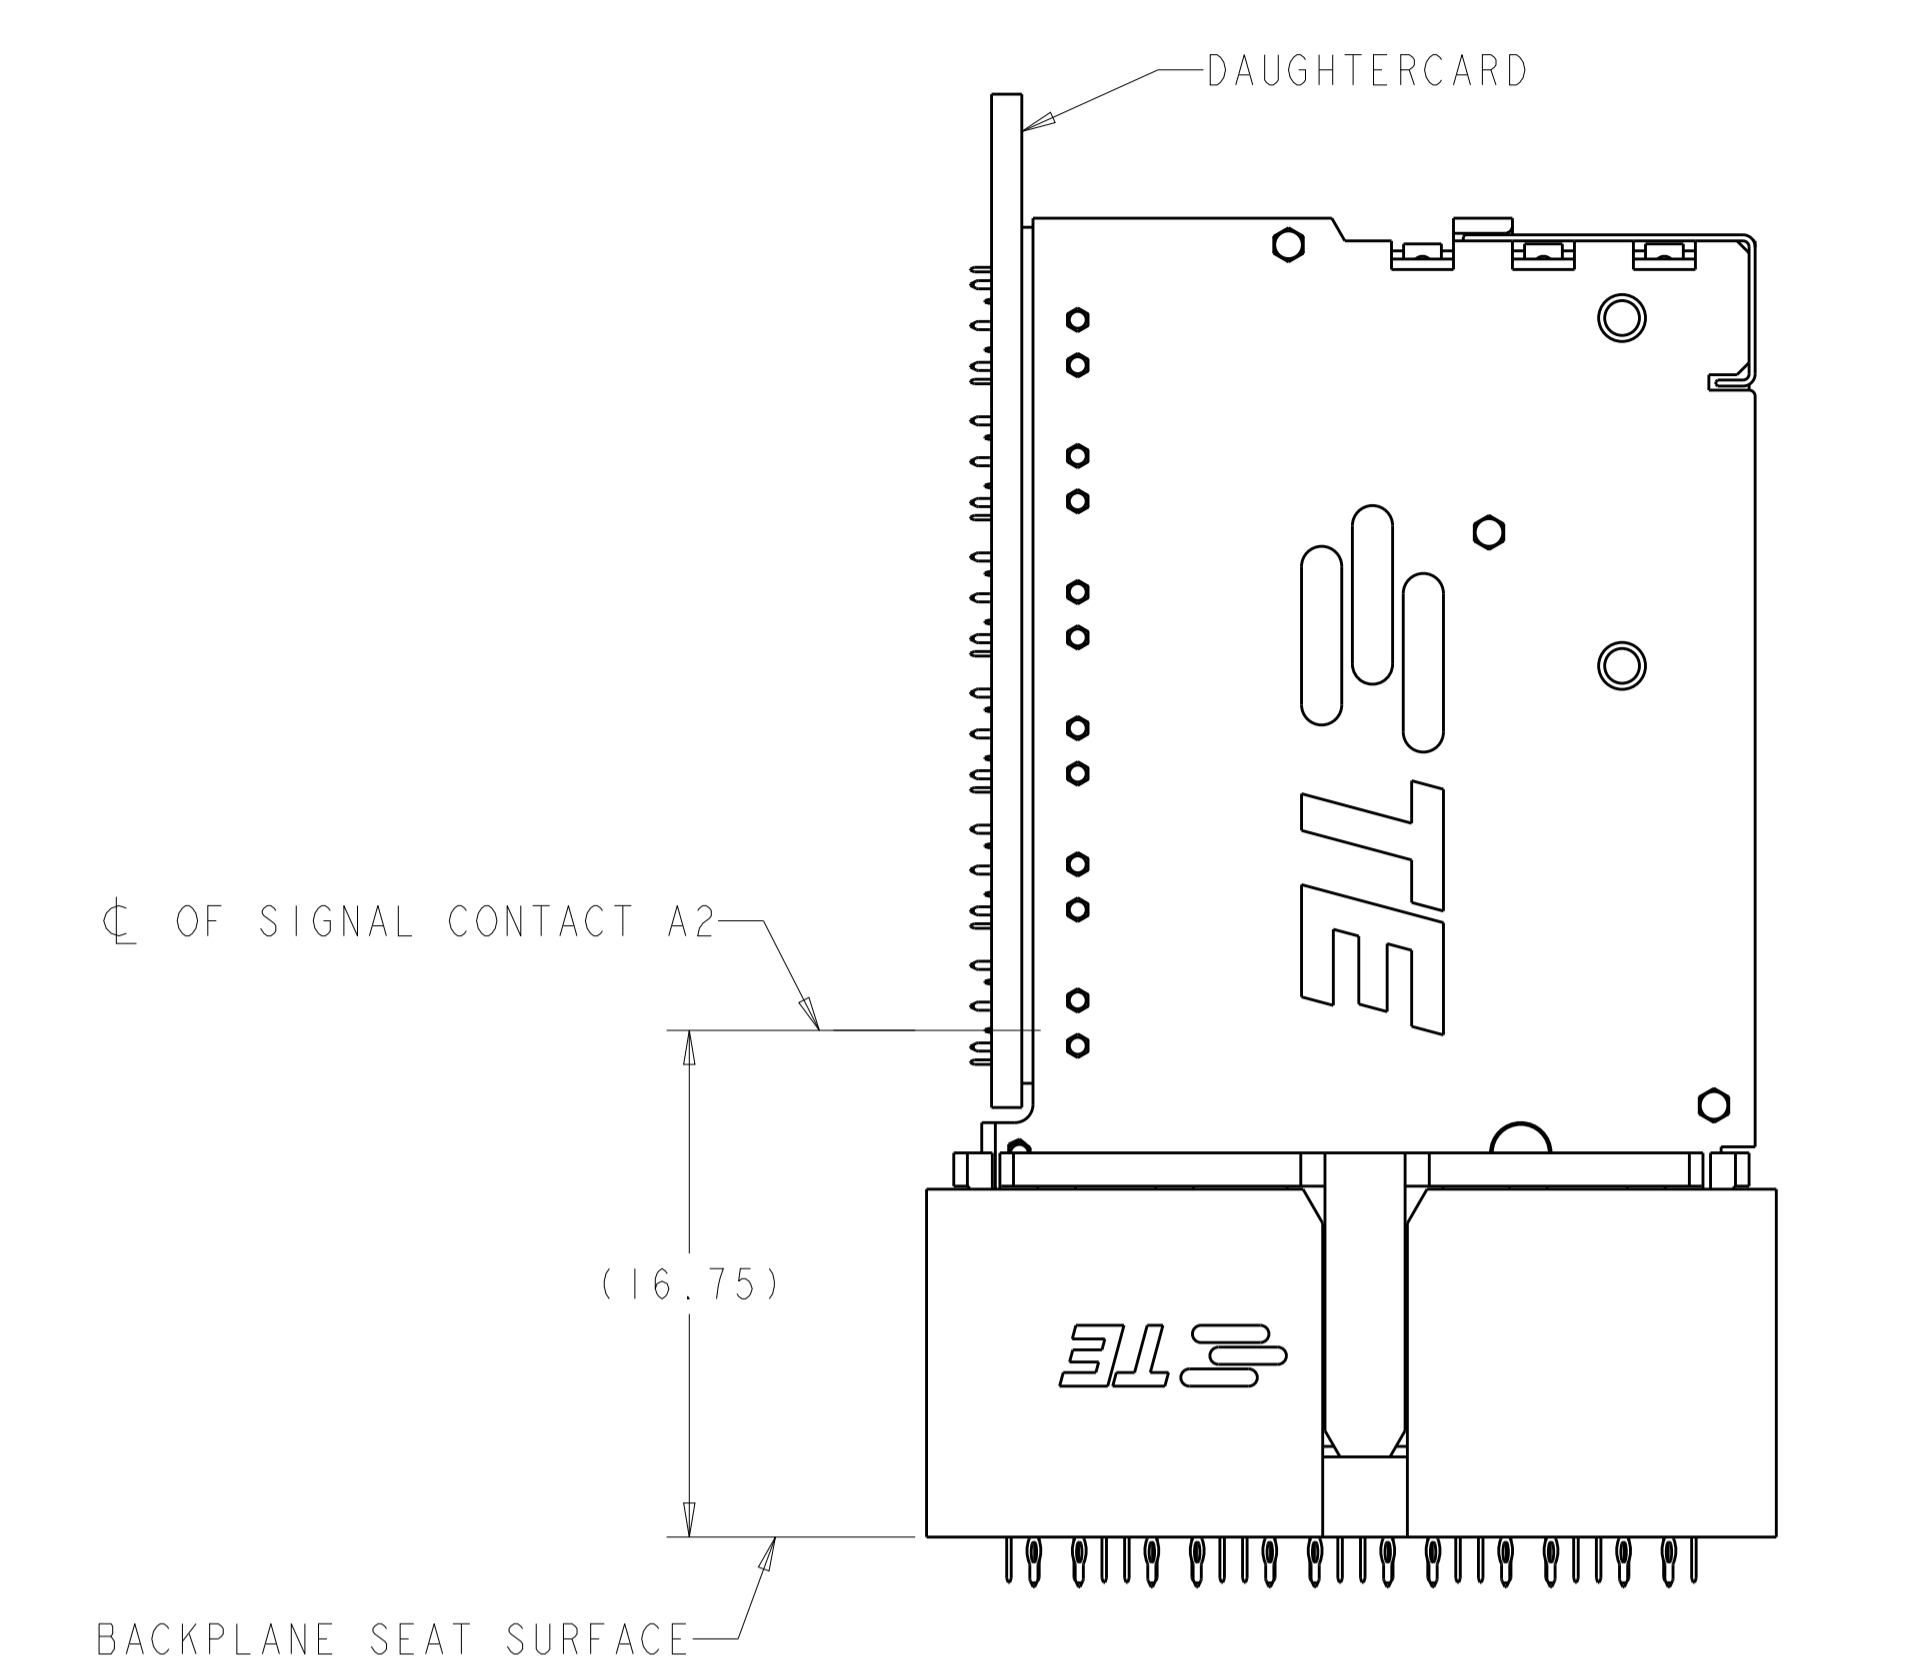 DAUGHTERCARD
℄ OF SIGNAL CONTACT A2
TE
(16.75)
TE
BACKPLANE SEAT SURFACE